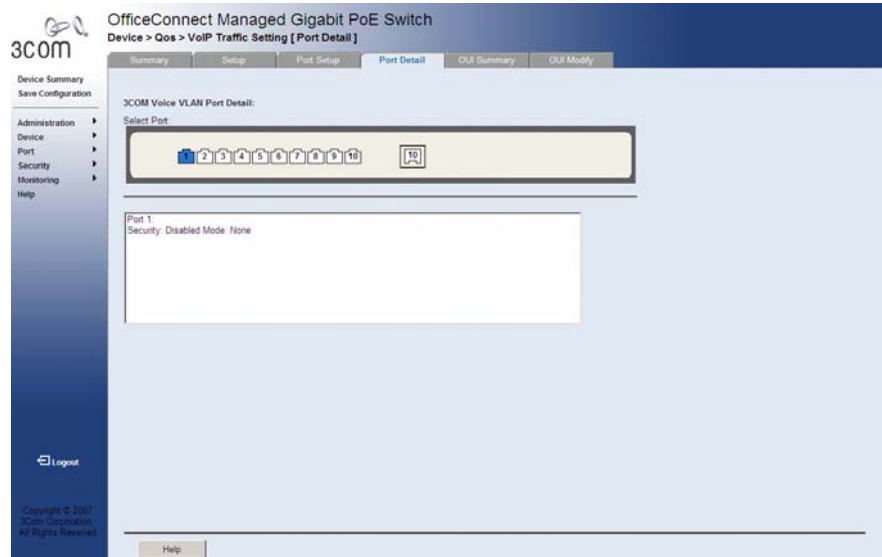 3COM
OfficeConnect Managed Gigabit PoE Switch
Device > Qos > VoIP Traffic Setting [ Port Detail ]
Summary Setup Port Setup Port Detail OUI Summary OUI Modify
Device Summary
Save Configuration
Administration
Device
Port
Security
Monitoring
Help
3COM Voice VLAN Port Detail:
Select Port:
1 2 3 4 5 6 7 8 9 10 10
Port 1:
Security: Disabled Mode: None
Logout
Copyright © 2007
3Com Corporation.
All Rights Reserved.
Help